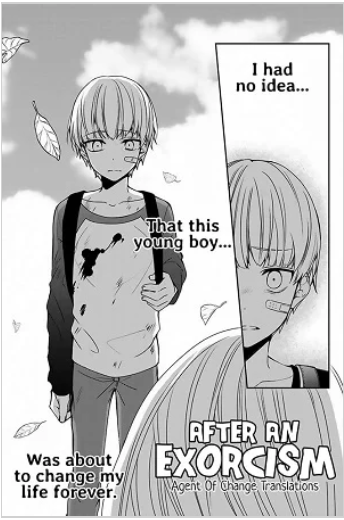 I had
no idea...
That this
young boy...
Was about
to change my
life forever.
AFTER AN
EXORCISM
Agent Of Change Translations